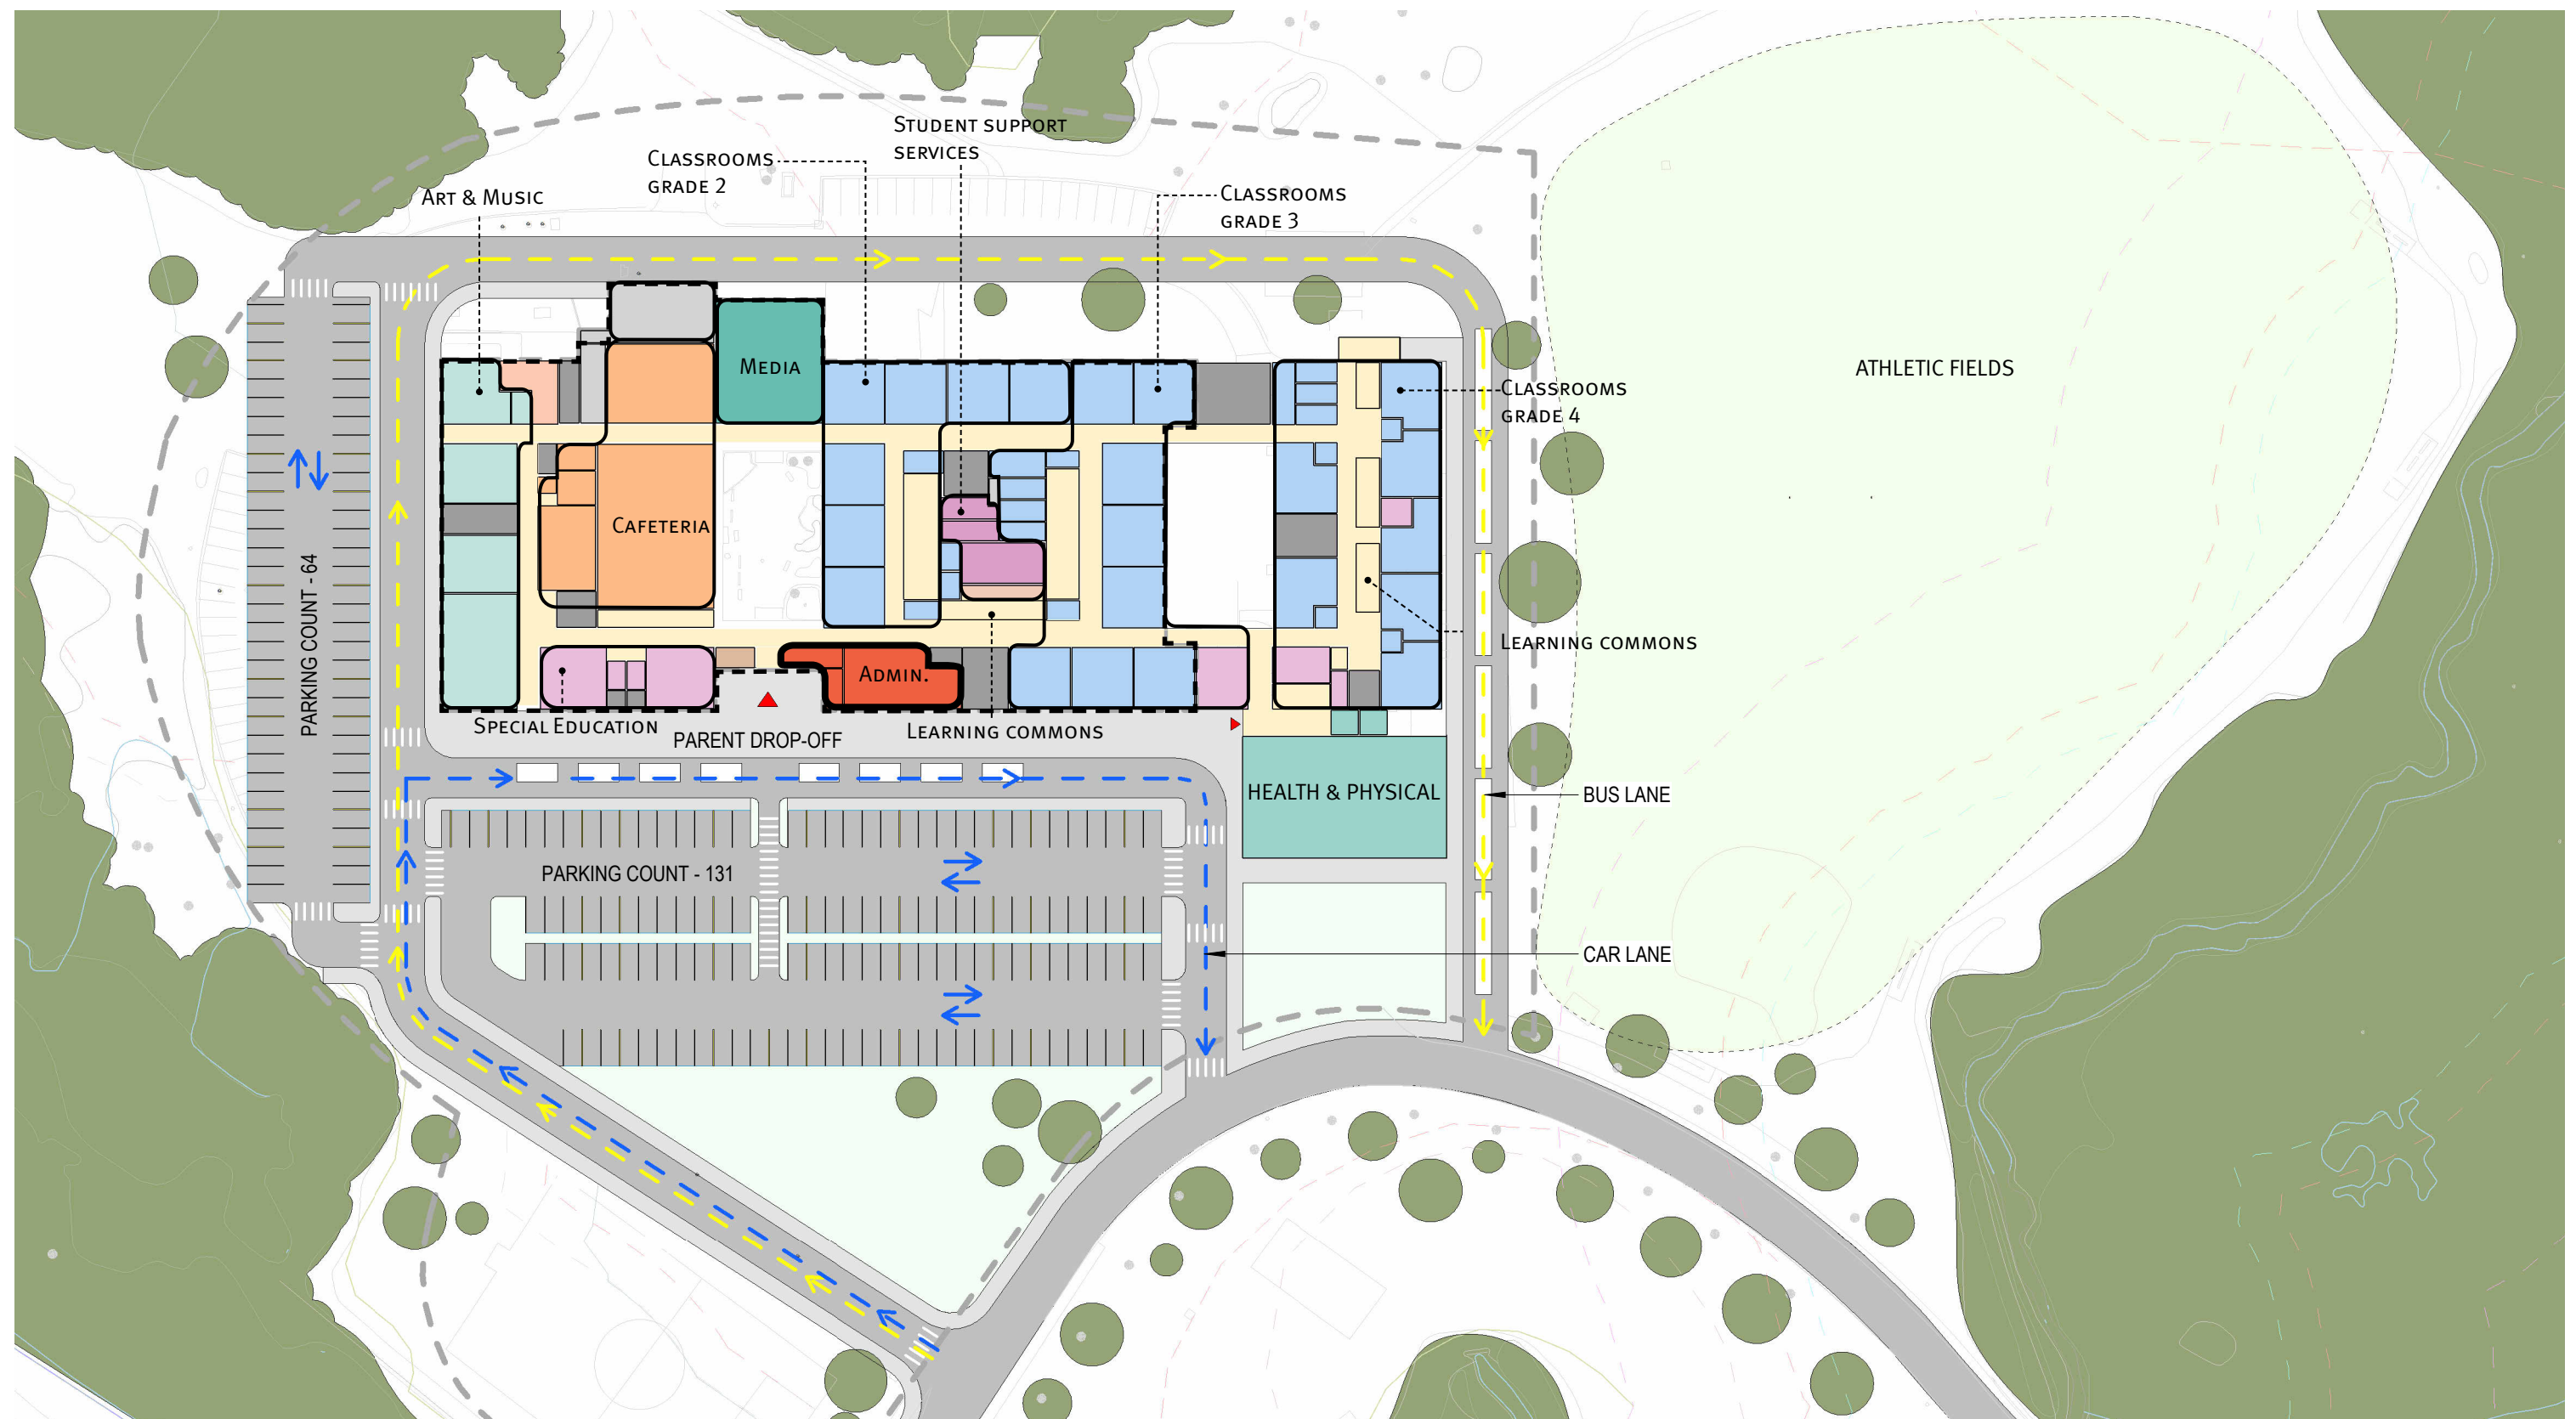 STUDENT SUPPORT
SERVICES
CLASSROOMS
GRADE 2
ART & MUSIC
CLASSROOMS
GRADE 3
MEDIA
ATHLETIC FIELDS
CLASSROOMS
GRADE 4
CAFETERIA
PARKING COUNT - 64
LEARNING COMMONS
ADMIN.
SPECIAL EDUCATION
LEARNING COMMONS
PARENT DROP-OFF
HEALTH & PHYSICAL
BUS LANE
PARKING COUNT - 131
CAR LANE